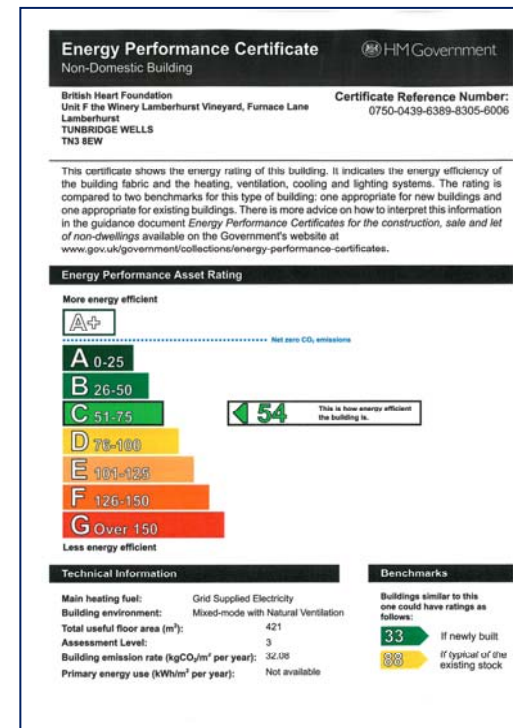 Energy Performance Certificate
HM Government
Non-Domestic Building
British Heart Foundation
Unit F the Winery Lamberhurst Vineyard, Furnace Lane
Lamberhurst
TUNBRIDGE WELLS
TN3 8EW
Certificate Reference Number:
0750-0439-6389-8305-6006
This certificate shows the energy rating of this building. It indicates the energy efficiency of
the building fabric and the heating, ventilation, cooling and lighting systems. The rating is
compared to two benchmarks for this type of building: one appropriate for new buildings and
one appropriate for existing buildings. There is more advice on how to interpret this information
in the guidance document Energy Performance Certificates for the construction, sale and let
of non-dwellings available on the Government's website at
www.gov.uk/government/collections/energy-performance-certificates.
Energy Performance Asset Rating
More energy efficient
A+
Net zero CO₂ emissions
A 0-25
B 26-50
C 51-75
54
This is how energy efficient
the building is.
D 76-100
E 101-125
F 126-150
G Over 150
Less energy efficient
Technical Information
Main heating fuel: Grid Supplied Electricity
Building environment: Mixed-mode with Natural Ventilation
Total useful floor area (m²): 421
Assessment Level: 3
Building emission rate (kgCO₂/m² per year): 32.08
Primary energy use (kWh/m² per year): Not available
Benchmarks
Buildings similar to this
one could have ratings as
follows:
33 If newly built
88 If typical of the
existing stock